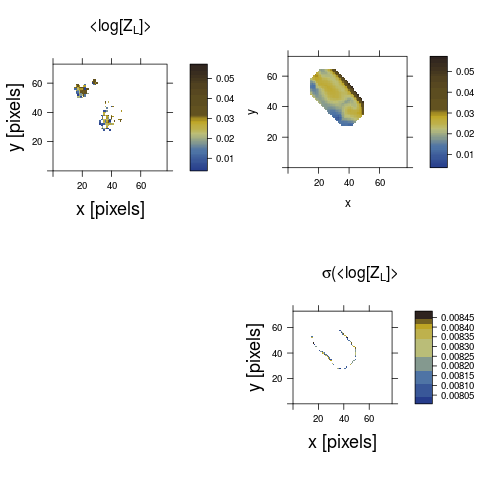 <log[Z_L]>
60
40
20
20 40 60
x [pixels]
y [pixels]
0.05
0.04
0.03
0.02
0.01
60
40
20
20 40 60
x
y
0.05
0.04
0.03
0.02
0.01
σ(<log[Z_L]>
60
40
20
20 40 60
x [pixels]
y [pixels]
0.00845
0.00840
0.00835
0.00830
0.00825
0.00820
0.00815
0.00810
0.00805